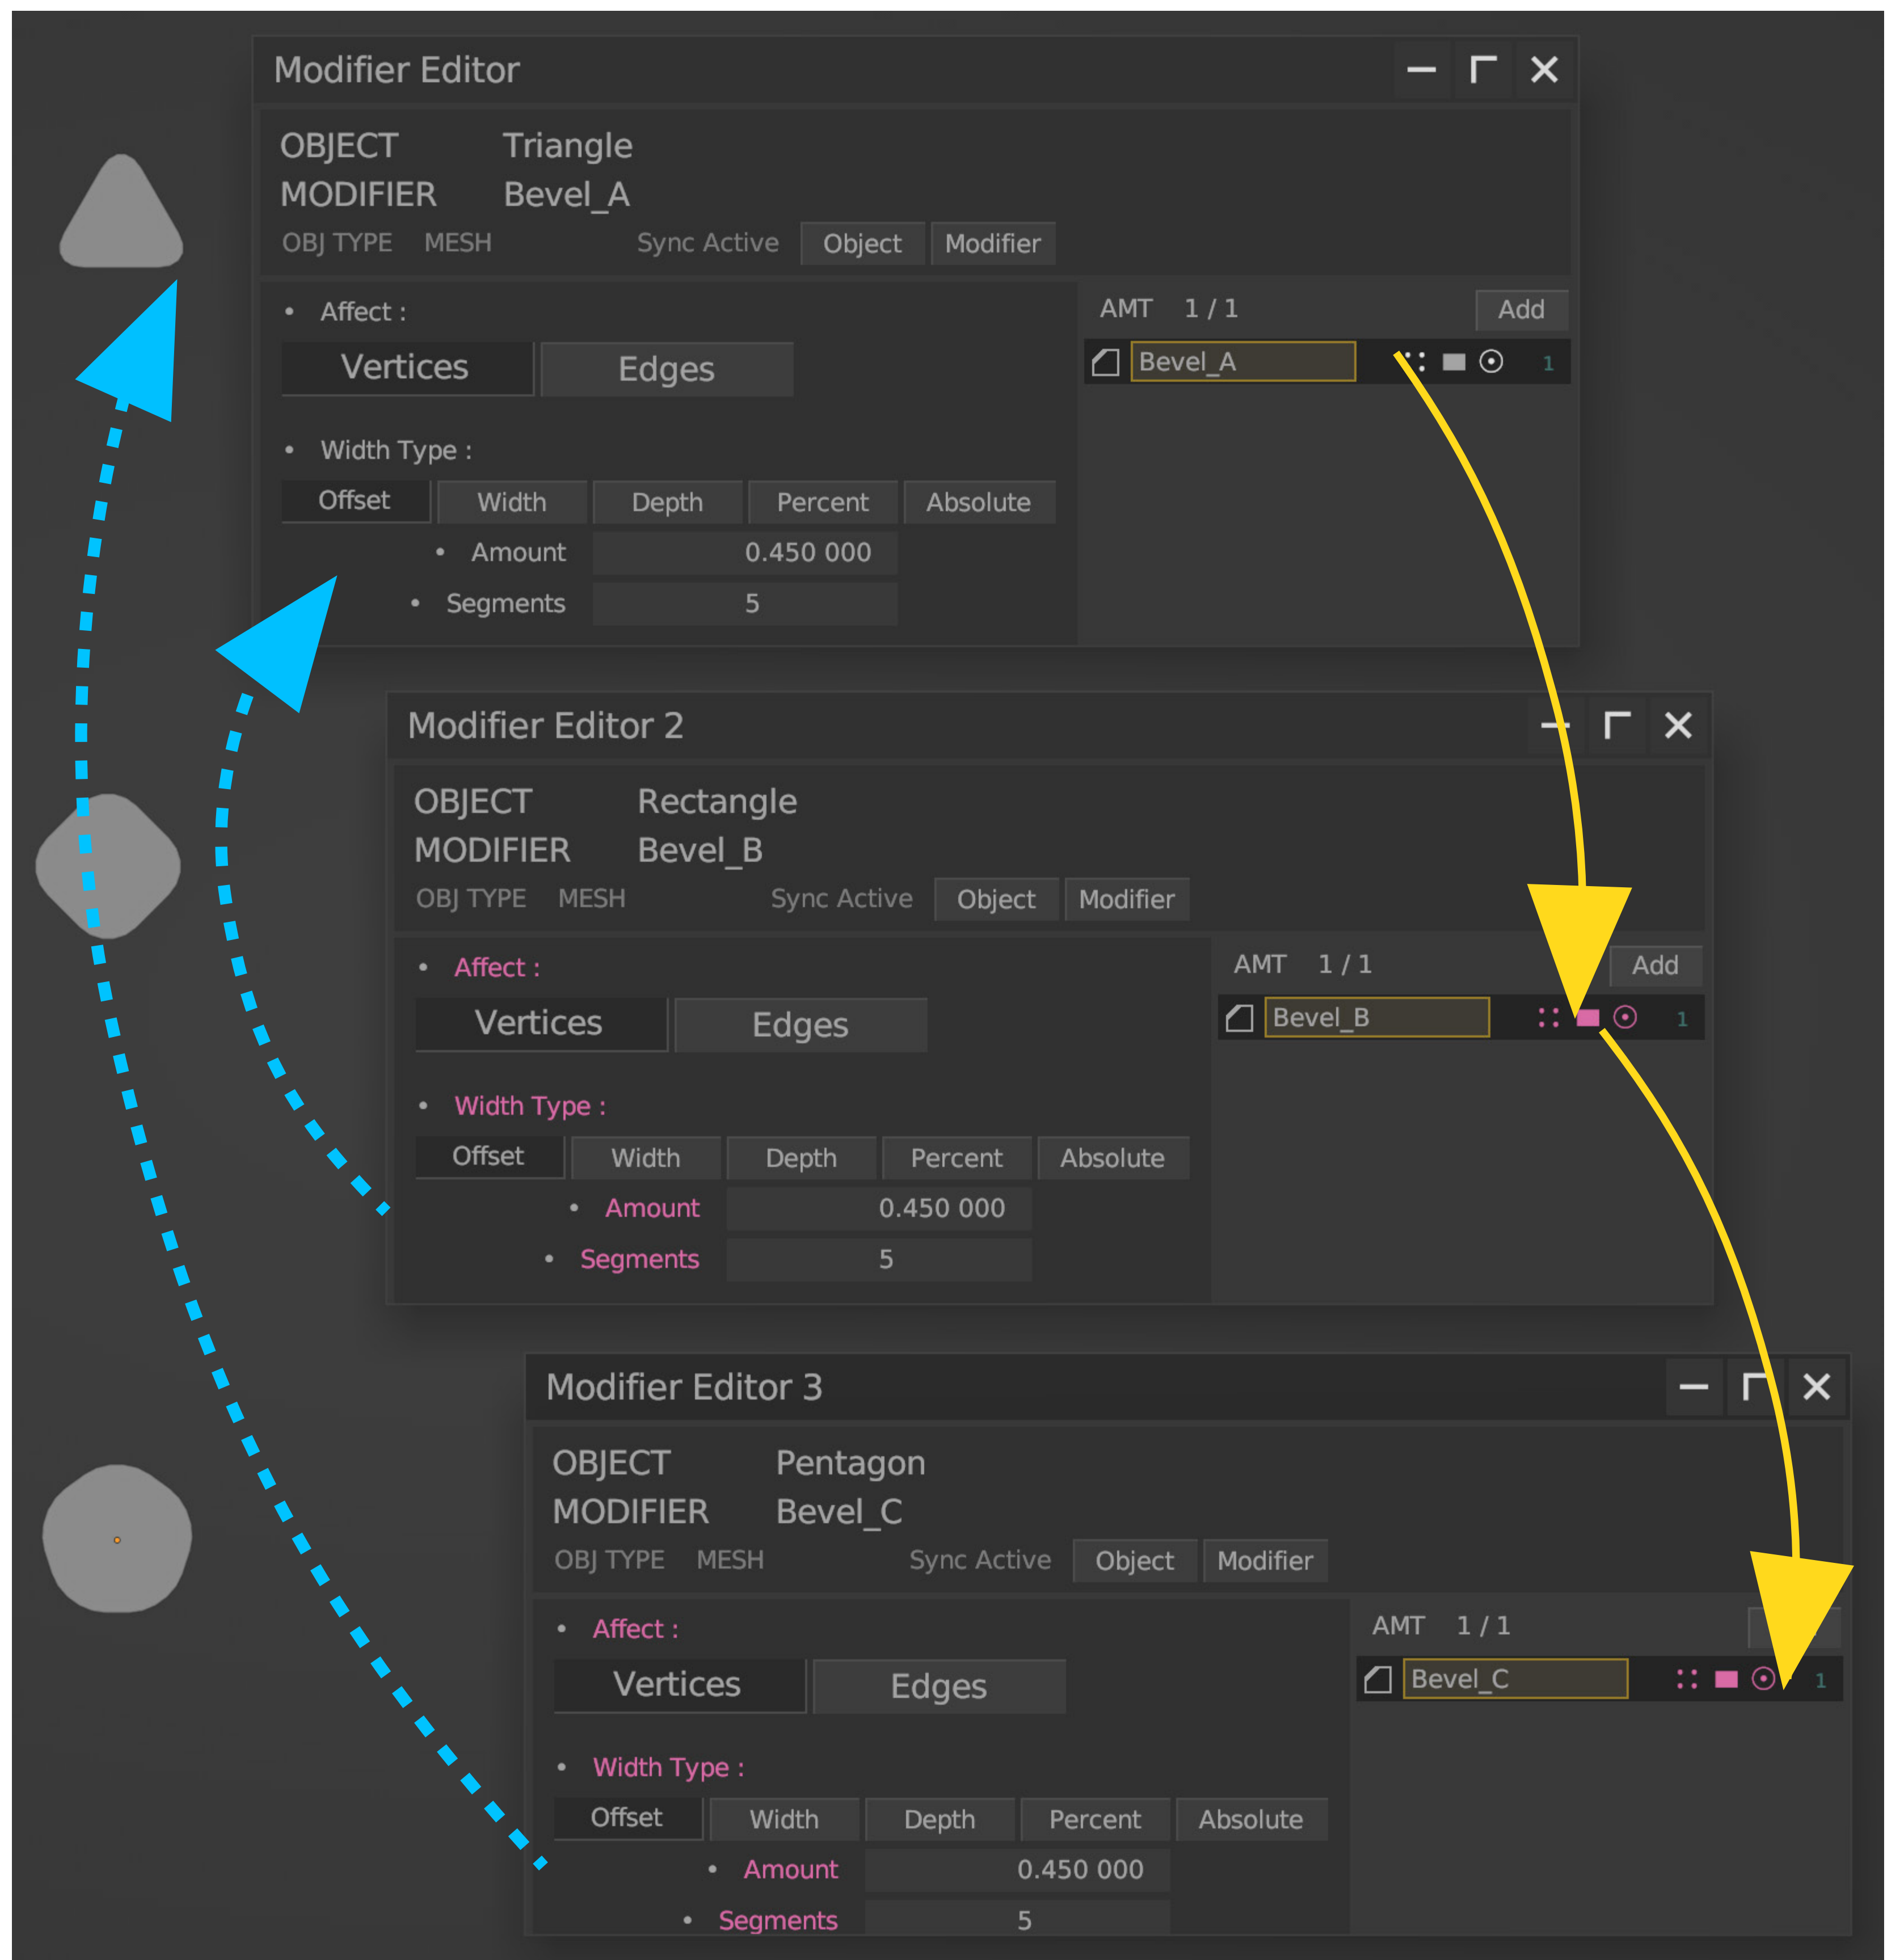 Modifier Editor
OBJECT Triangle
MODIFIER Bevel_A
OBJ TYPE MESH Sync Active Object Modifier
• Affect :
Vertices Edges
• Width Type :
Offset Width Depth Percent Absolute
• Amount 0.450 000
• Segments 5
AMT 1 / 1 Add
Bevel_A 1
Modifier Editor 2
OBJECT Rectangle
MODIFIER Bevel_B
OBJ TYPE MESH Sync Active Object Modifier
• Affect :
Vertices Edges
• Width Type :
Offset Width Depth Percent Absolute
• Amount 0.450 000
• Segments 5
AMT 1 / 1 Add
Bevel_B 1
Modifier Editor 3
OBJECT Pentagon
MODIFIER Bevel_C
OBJ TYPE MESH Sync Active Object Modifier
• Affect :
Vertices Edges
• Width Type :
Offset Width Depth Percent Absolute
• Amount 0.450 000
• Segments 5
AMT 1 / 1
Bevel_C 1